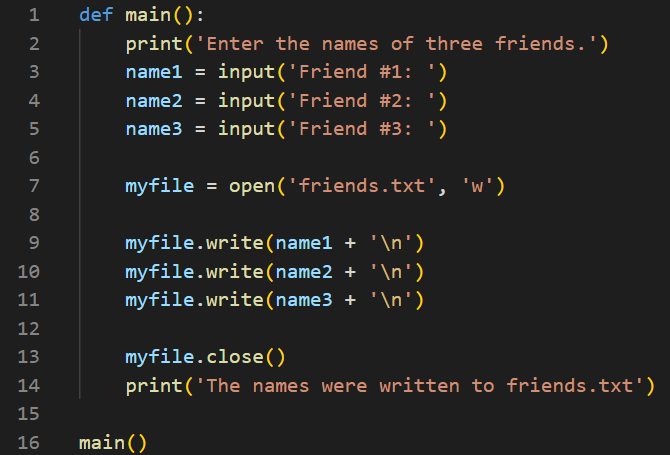 1 def main():
2     print('Enter the names of three friends.')
3     name1 = input('Friend #1: ')
4     name2 = input('Friend #2: ')
5     name3 = input('Friend #3: ')
6
7     myfile = open('friends.txt', 'w')
8
9     myfile.write(name1 + '\n')
10     myfile.write(name2 + '\n')
11     myfile.write(name3 + '\n')
12
13     myfile.close()
14     print('The names were written to friends.txt')
15
16 main()